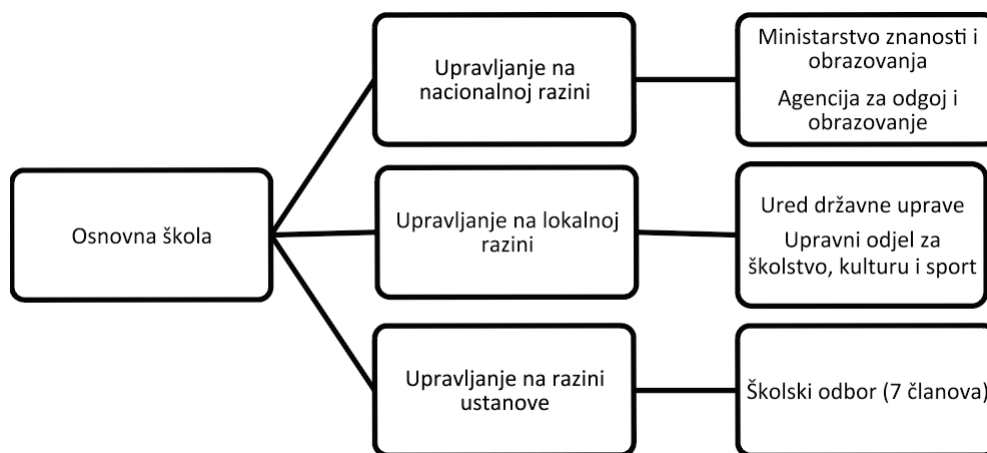 Osnovna škola
Upravljanje na
nacionalnoj razini
Ministarstvo znanosti i
obrazovanja
Agencija za odgoj i
obrazovanje
Upravljanje na lokalnoj
razini
Ured državne uprave
Upravni odjel za
školstvo, kulturu i sport
Upravljanje na razini
ustanove
Školski odbor (7 članova)